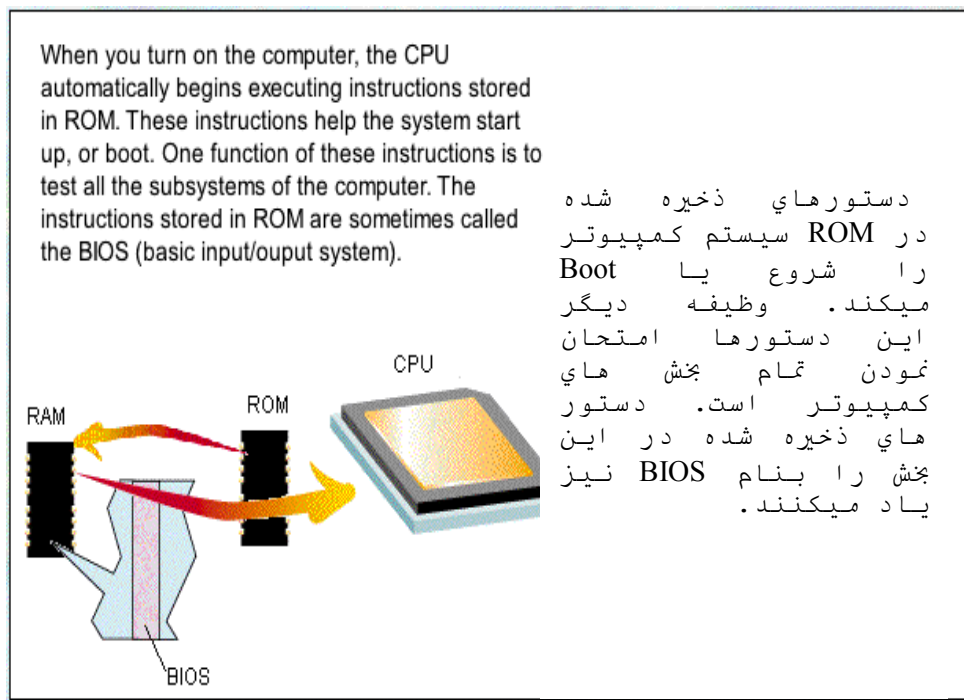 When you turn on the computer, the CPU
automatically begins executing instructions stored
in ROM. These instructions help the system start
up, or boot. One function of these instructions is to
test all the subsystems of the computer. The
instructions stored in ROM are sometimes called
the BIOS (basic input/ouput system).
دستورهاي ذخيره شده
در ROM سيستم کمپيوتر
را شروع يا Boot
ميکند. وظيفه ديگر
اين دستورها امتحان
نمودن تمام بخش هاي
کمپيوتر است. دستور
هاي ذخيره شده در اين
بخش را بنام BIOS نيز
ياد ميکنند.
CPU
RAM
ROM
BIOS